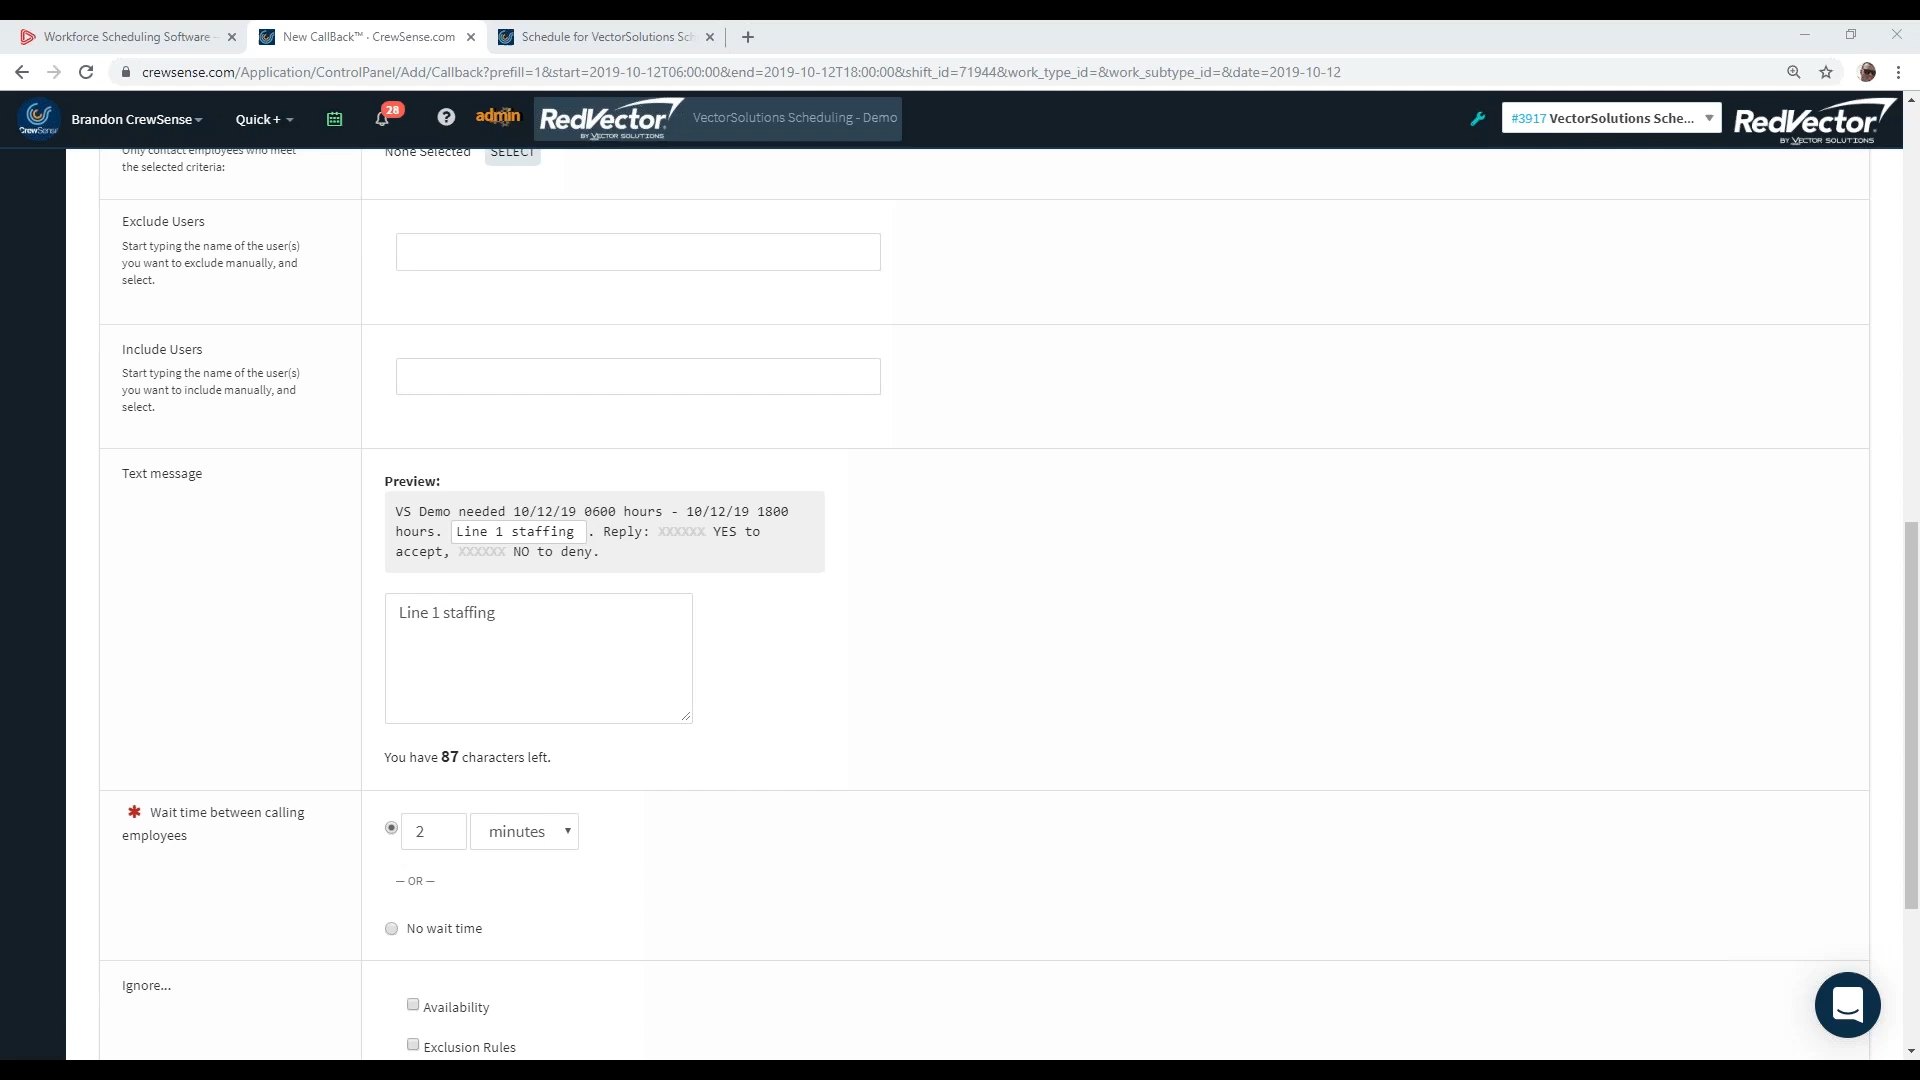 Workforce Scheduling Software -
New CallBack™ · CrewSense.com
Schedule for VectorSolutions Sch
crewsense.com/Application/ControlPanel/Add/Callback?prefill=1&start=2019-10-12T06:00:00&end=2019-10-12T18:00:00&shift_id=71944&work_type_id=&work_subtype_id=&date=2019-10-12
CrewSense
Brandon CrewSense
Quick +
28
admin
RedVector
BY VECTOR SOLUTIONS
VectorSolutions Scheduling - Demo
#3917 VectorSolutions Sche...
RedVector
BY VECTOR SOLUTIONS
Only contact employees who meet
the selected criteria:
None Selected
SELECT
Exclude Users
Start typing the name of the user(s)
you want to exclude manually, and
select.
Include Users
Start typing the name of the user(s)
you want to include manually, and
select.
Text message
Preview:
VS Demo needed 10/12/19 0600 hours - 10/12/19 1800
hours. Line 1 staffing . Reply: XXXXXX YES to
accept, XXXXXX NO to deny.
Line 1 staffing
You have 87 characters left.
* Wait time between calling
employees
2 minutes
— OR —
No wait time
Ignore...
Availability
Exclusion Rules